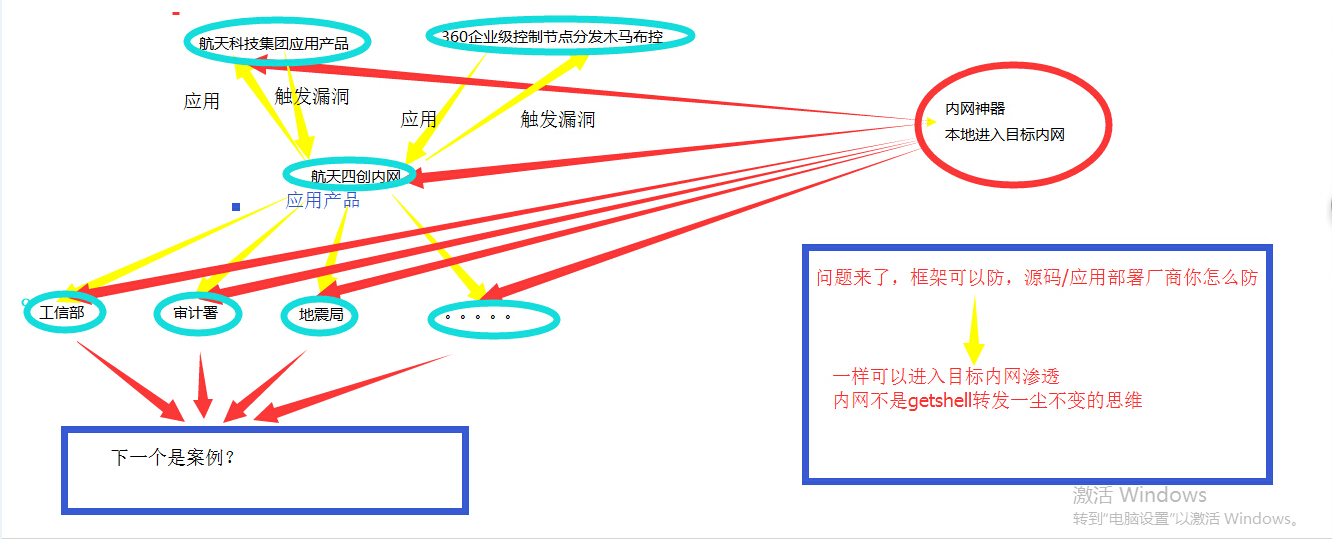 航天科技集团应用产品
360企业级控制节点分发木马布控
应用
触发漏洞
应用
触发漏洞
内网神器
本地进入目标内网
航天四创内网
应用产品
工信部
审计署
地震局
。。。。。
问题来了，框架可以防，源码/应用部署厂商你怎么防
一样可以进入目标内网渗透
内网不是getshell转发一尘不变的思维
下一个是案例？
激活 Windows
转到"电脑设置"以激活 Windows。